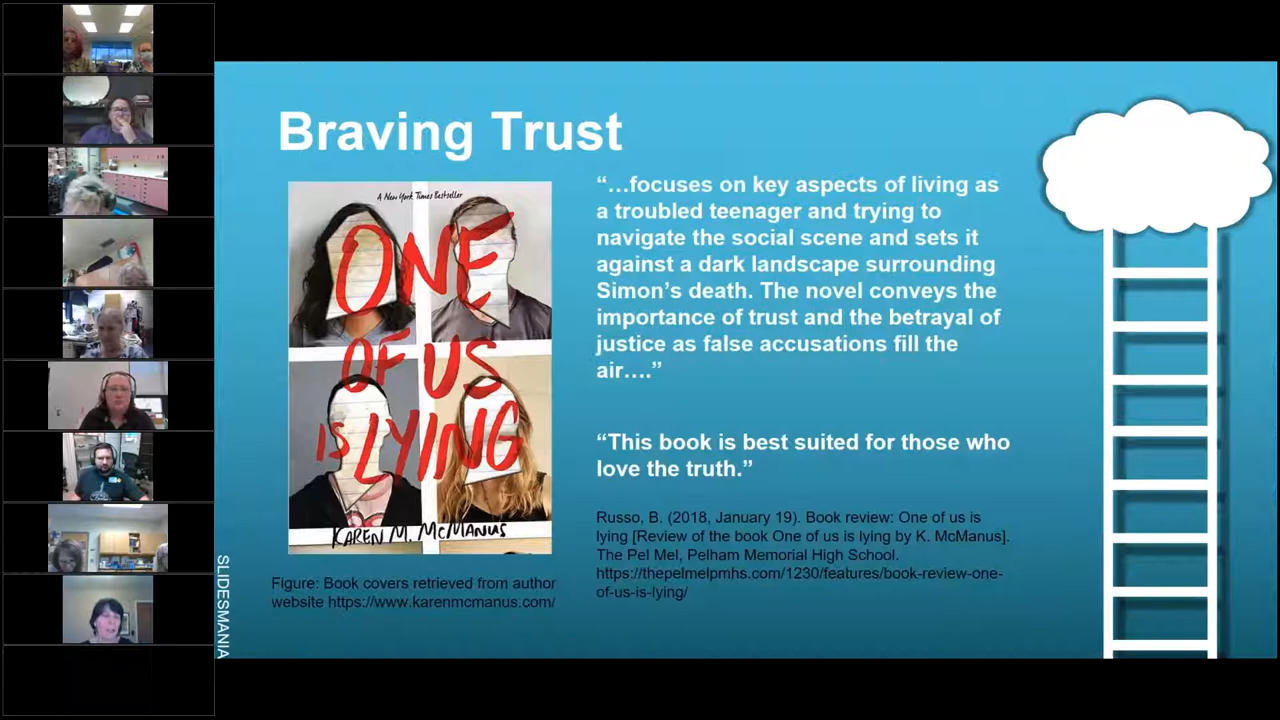 Braving Trust
A New York Times Bestseller
ONE
OF US
IS LYING
KAREN M. McMANUS
“…focuses on key aspects of living as
a troubled teenager and trying to
navigate the social scene and sets it
against a dark landscape surrounding
Simon’s death. The novel conveys the
importance of trust and the betrayal of
justice as false accusations fill the
air….”
“This book is best suited for those who
love the truth.”
Russo, B. (2018, January 19). Book review: One of us is
lying [Review of the book One of us is lying by K. McManus].
The Pel Mel, Pelham Memorial High School.
https://thepelmelpmhs.com/1230/features/book-review-one-
of-us-is-lying/
Figure: Book covers retrieved from author
website https://www.karenmcmanus.com/
SLIDESMANIA